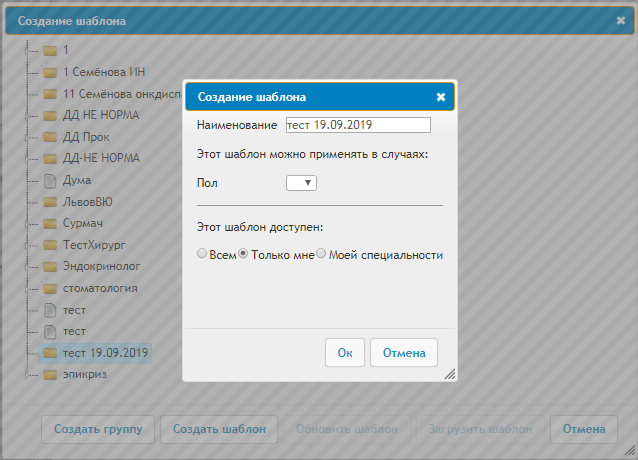 Создание шаблона
1
1 Семёнова ИН
11 Семёнова онкдиспа
ДД НЕ НОРМА
ДД Прок
ДД-НЕ НОРМА
Дума
ЛьвовВЮ
Сурмач
ТестХирург
Эндокринолог
стоматология
тест
тест
тест 19.09.2019
эпикриз
Создание шаблона
Наименование тест 19.09.2019
Этот шаблон можно применять в случаях:
Пол
Этот шаблон доступен:
Всем Только мне Моей специальности
Ок Отмена
Создать группу Создать шаблон Обновить шаблон Загрузить шаблон Отмена